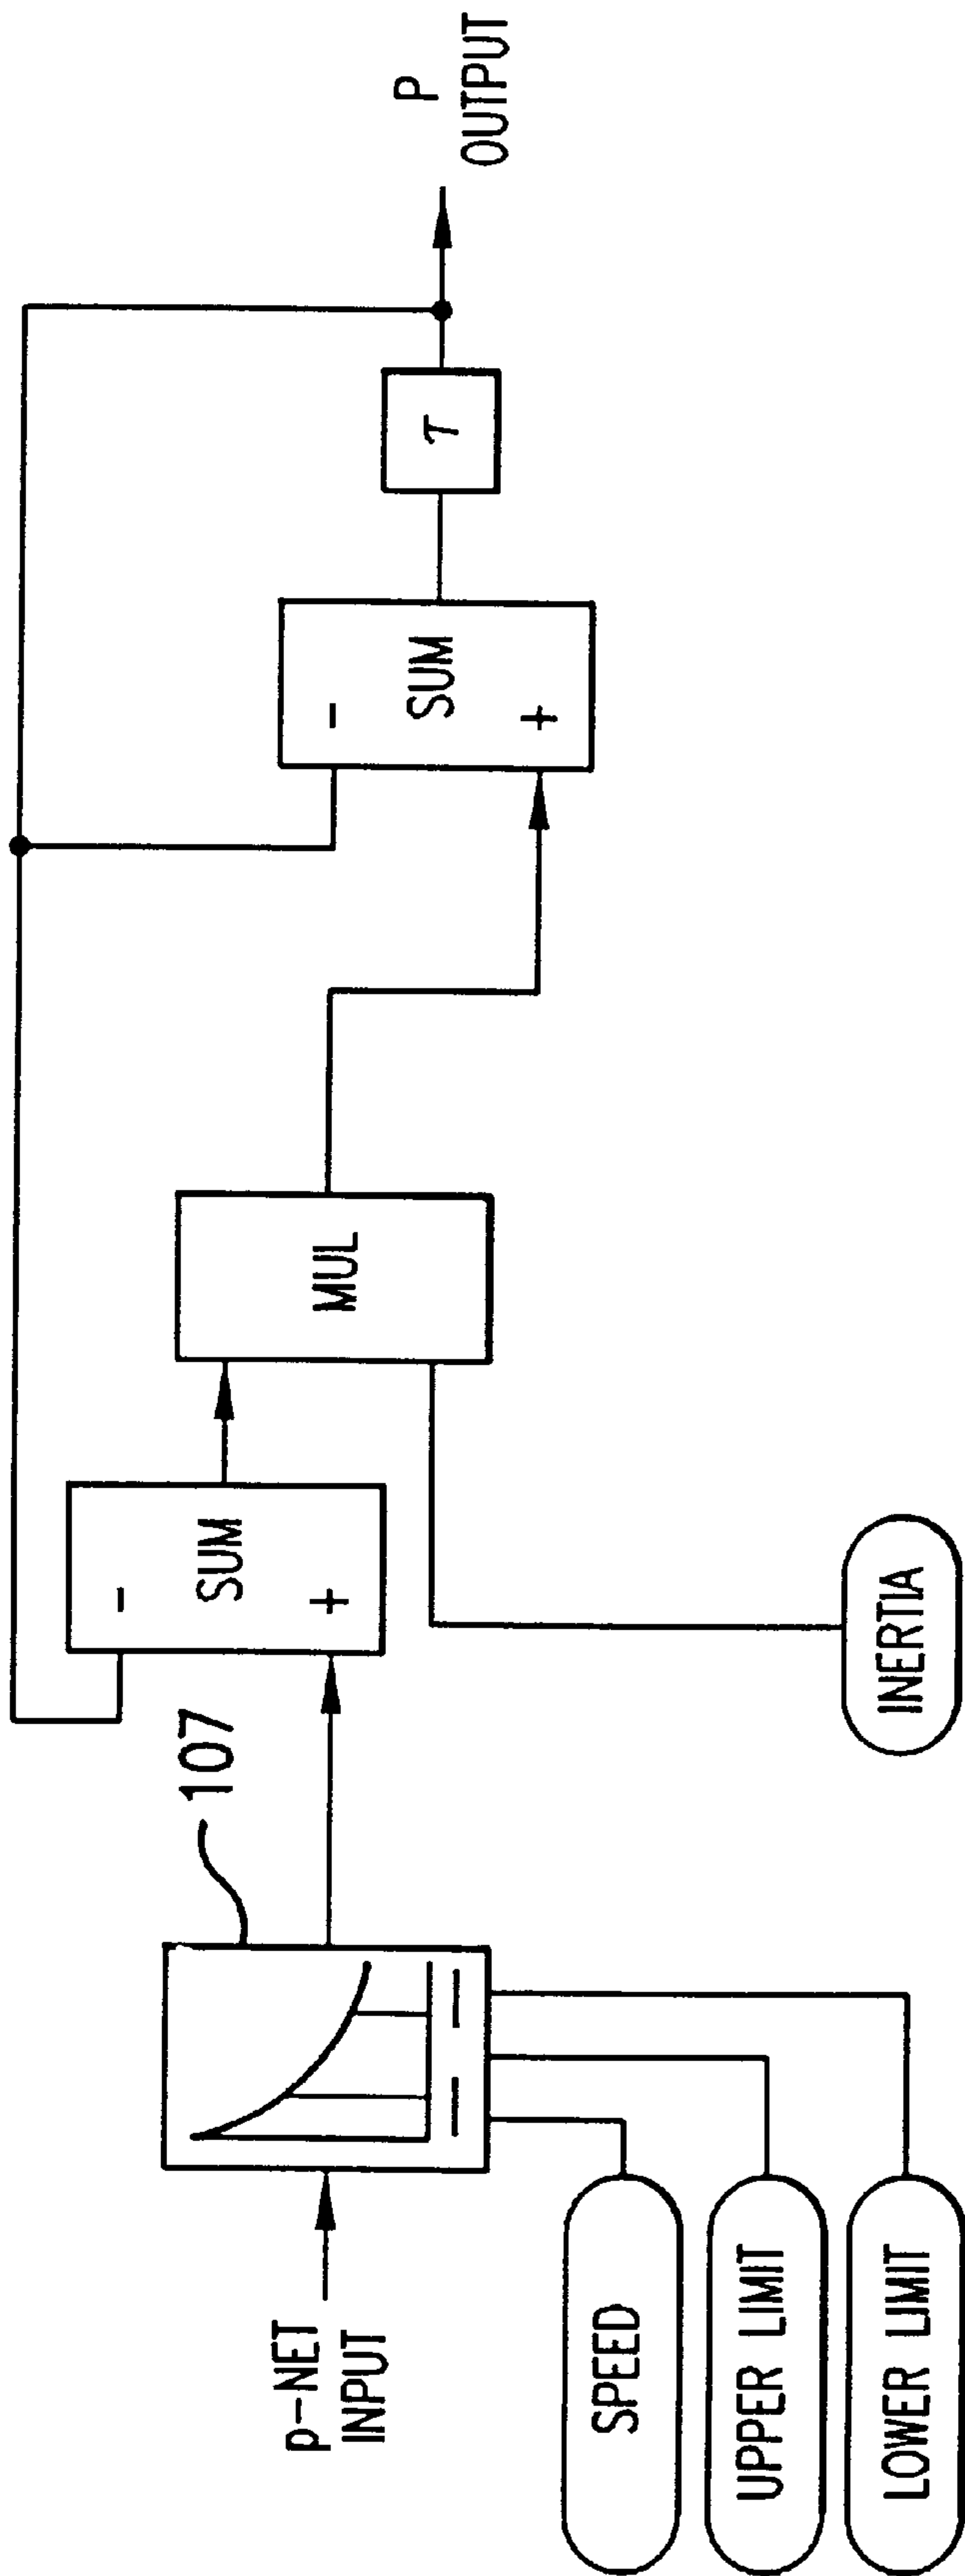 p-NET
INPUT
107
-
SUM
+
MUL
-
SUM
+
τ
P
OUTPUT
SPEED
UPPER LIMIT
LOWER LIMIT
INERTIA